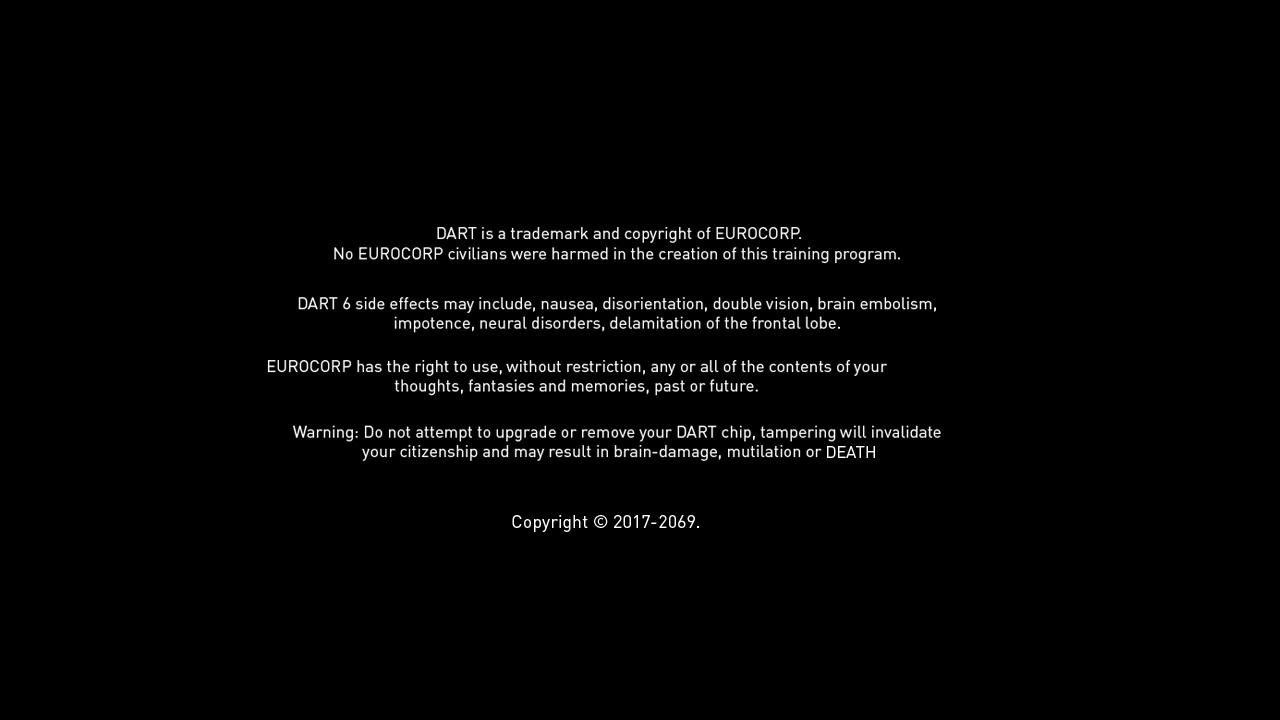 DART is a trademark and copyright of EUROCORP.
No EUROCORP civilians were harmed in the creation of this training program.
DART 6 side effects may include, nausea, disorientation, double vision, brain embolism,
impotence, neural disorders, delamitation of the frontal lobe.
EUROCORP has the right to use, without restriction, any or all of the contents of your
thoughts, fantasies and memories, past or future.
Warning: Do not attempt to upgrade or remove your DART chip, tampering will invalidate
your citizenship and may result in brain-damage, mutilation or DEATH
Copyright © 2017-2069.